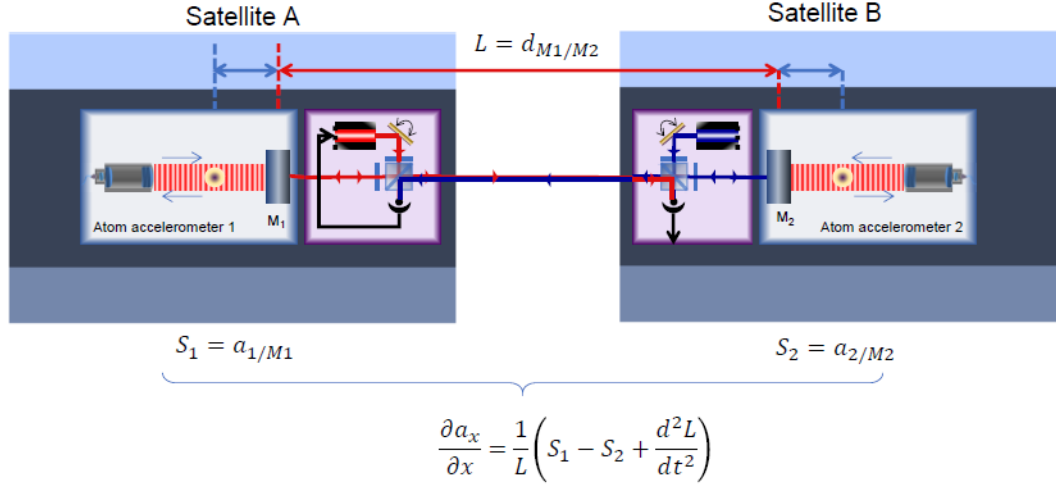 Satellite A
Satellite B
L = d_{M1/M2}
Atom accelerometer 1
M₁
M₂
Atom accelerometer 2
S₁ = a_{1/M1}
S₂ = a_{2/M2}
∂aₓ/∂x = 1/L (S₁ − S₂ + d²L/dt²)